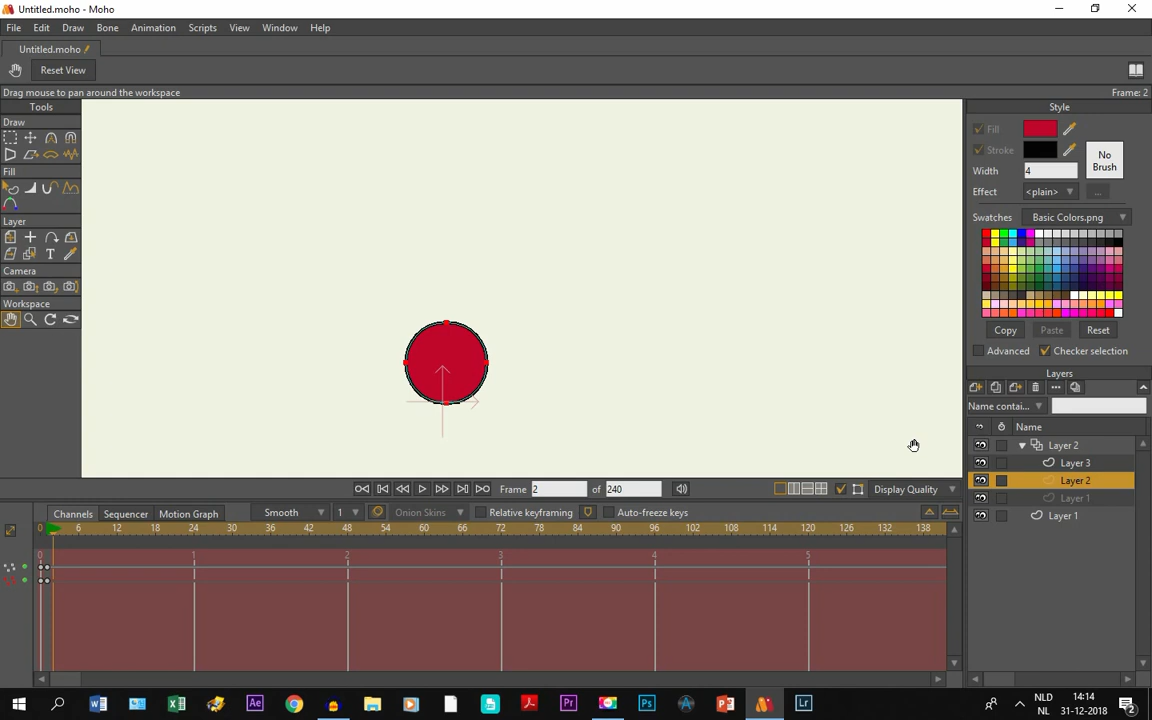 Untitled.moho - Moho
File Edit Draw Bone Animation Scripts View Window Help
Untitled.moho
Reset View
Drag mouse to pan around the workspace
Frame: 2
Tools
Draw
Fill
Layer
Camera
Workspace
Style
Fill
Stroke
No Brush
Width 4
Effect <plain> ...
Swatches Basic Colors.png
Copy Paste Reset
Advanced Checker selection
Layers
Name contai...
Name
Layer 2
Layer 3
Layer 2
Layer 1
Layer 1
Frame 2 of 240 Display Quality
Channels Sequencer Motion Graph Smooth 1 Onion Skins Relative keyframing Auto-freeze keys
0 6 12 18 24 30 36 42 48 54 60 66 72 78 84 90 96 102 108 114 120 126 132 138
0 1 2 3 4 5
NLD 14:14
NL 31-12-2018 2